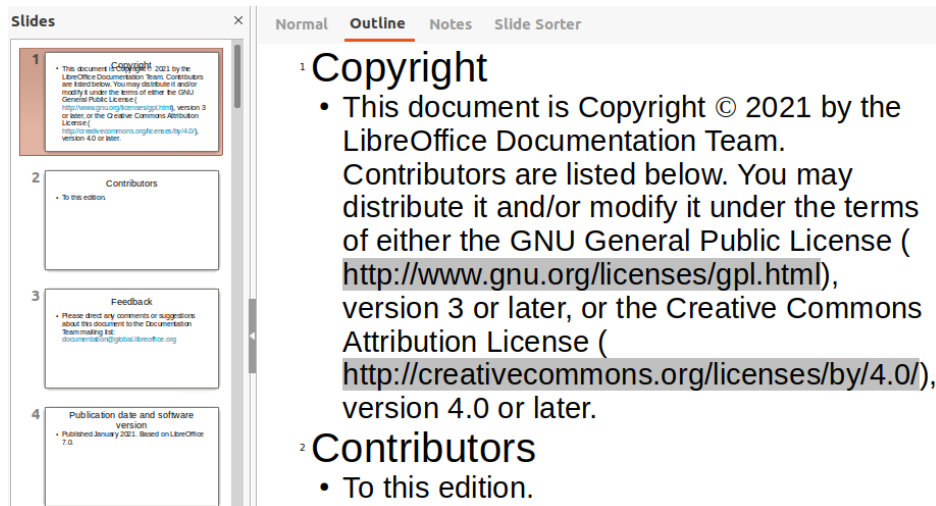 Slides ×
Normal Outline Notes Slide Sorter
1
Copyright
• This document is Copyright © 2021 by the
LibreOffice Documentation Team. Contributors
are listed below. You may distribute it and/or
modify it under the terms of either the GNU
General Public License (
http://www.gnu.org/licenses/gpl.html), version 3
or later, or the Creative Commons Attribution
License (
http://creativecommons.org/licenses/by/4.0/),
version 4.0 or later.
2
Contributors
• To this edition.
3
Feedback
• Please direct any comments or suggestions
about this document to the Documentation
Team mailing list:
documentation@global.libreoffice.org
4
Publication date and software
version
• Published January 2021. Based on LibreOffice
7.0.
1 Copyright
• This document is Copyright © 2021 by the
LibreOffice Documentation Team.
Contributors are listed below. You may
distribute it and/or modify it under the terms
of either the GNU General Public License (
http://www.gnu.org/licenses/gpl.html),
version 3 or later, or the Creative Commons
Attribution License (
http://creativecommons.org/licenses/by/4.0/),
version 4.0 or later.
2 Contributors
• To this edition.